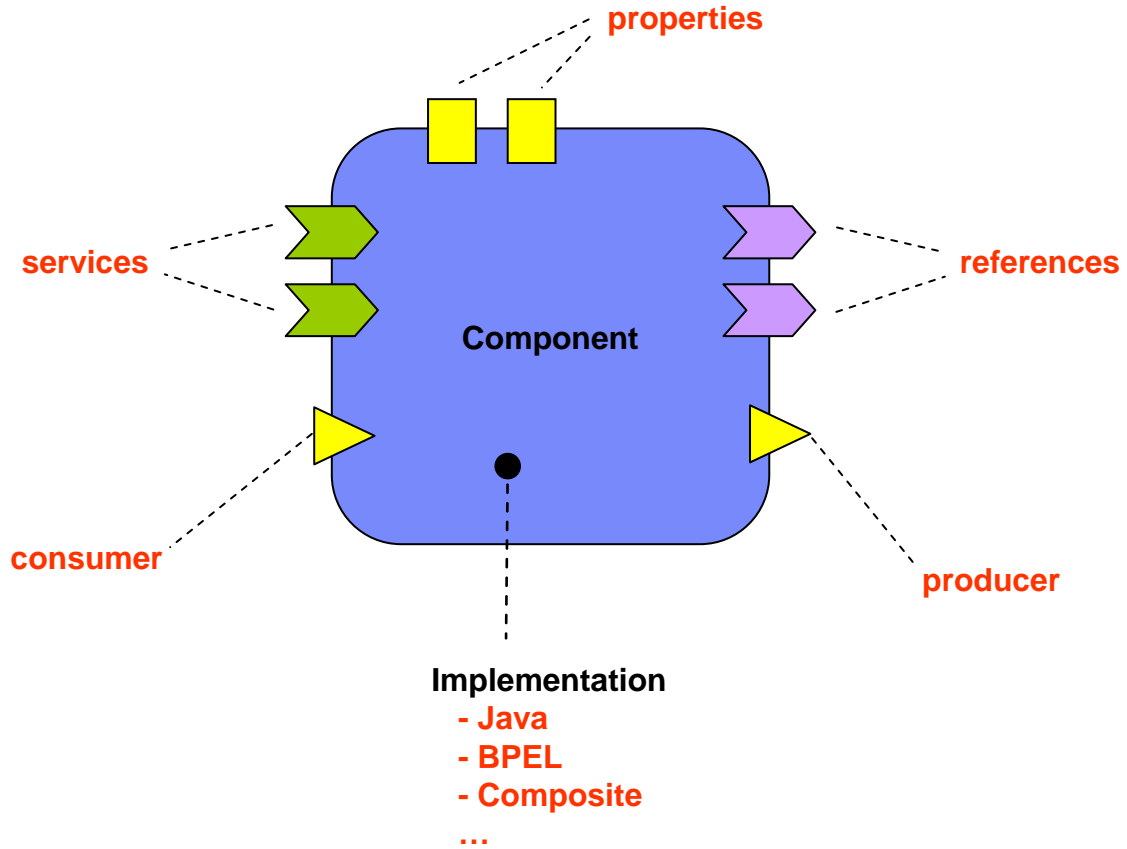 properties
services
references
Component
consumer
producer
Implementation
- Java
- BPEL
- Composite
...